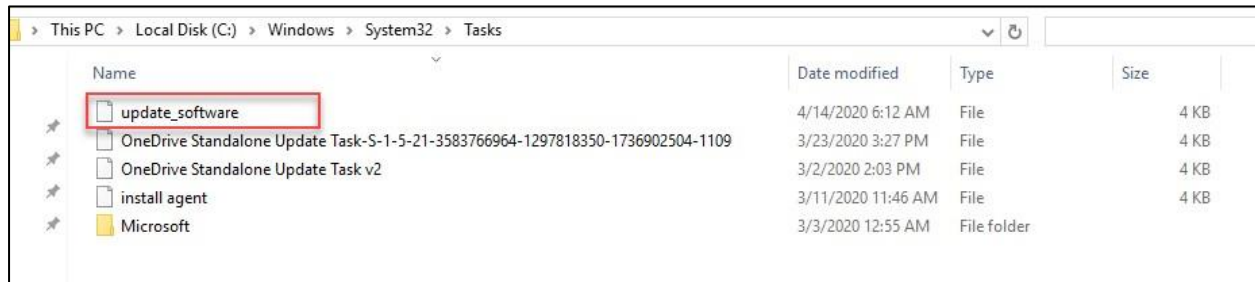 This PC > Local Disk (C:) > Windows > System32 > Tasks
Name Date modified Type Size
update_software 4/14/2020 6:12 AM File 4 KB
OneDrive Standalone Update Task-S-1-5-21-3583766964-1297818350-1736902504-1109 3/23/2020 3:27 PM File 4 KB
OneDrive Standalone Update Task v2 3/2/2020 2:03 PM File 4 KB
install agent 3/11/2020 11:46 AM File 4 KB
Microsoft 3/3/2020 12:55 AM File folder